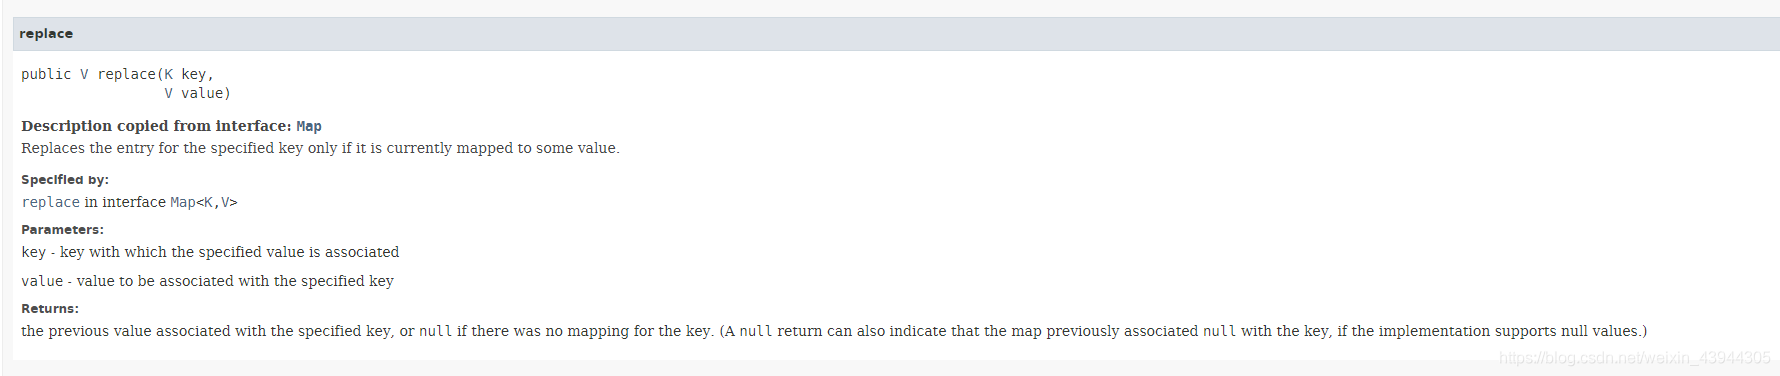 replace
public V replace(K key,
V value)
Description copied from interface: Map
Replaces the entry for the specified key only if it is currently mapped to some value.
Specified by:
replace in interface Map<K,V>
Parameters:
key - key with which the specified value is associated
value - value to be associated with the specified key
Returns:
the previous value associated with the specified key, or null if there was no mapping for the key. (A null return can also indicate that the map previously associated null with the key, if the implementation supports null values.)
https://blog.csdn.net/weixin_43944305